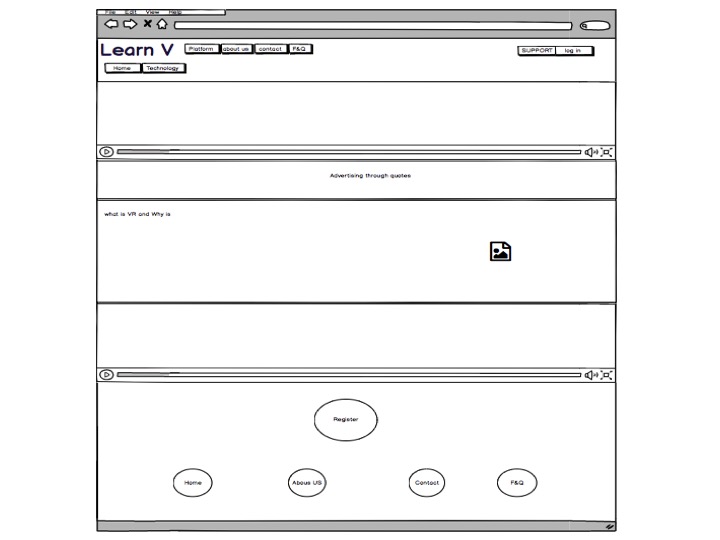 File Edit View Help
Learn V Platform about us contact F&Q SUPPORT log in
Home Technology
Advertising through quotes
what is VR and Why is
Register
Home Abous US Contact F&Q